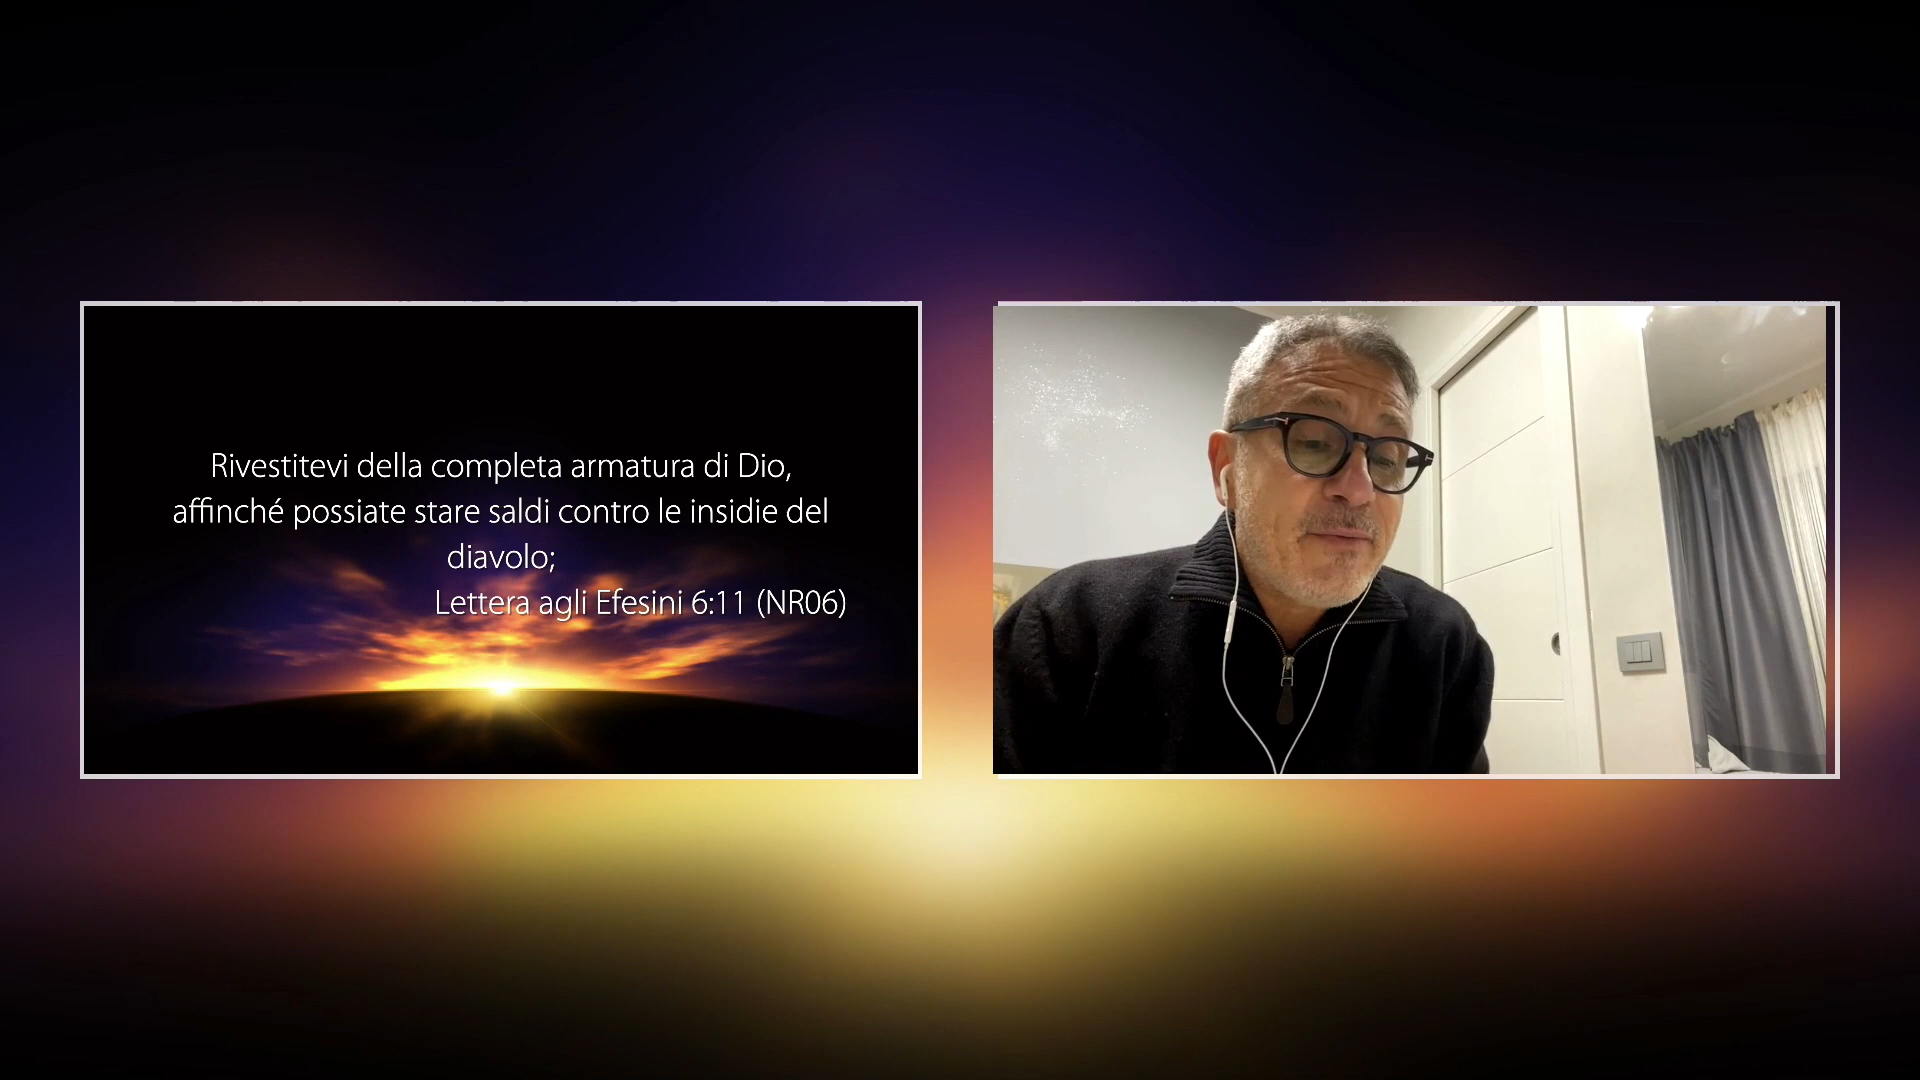 Rivestitevi della completa armatura di Dio,
affinché possiate stare saldi contro le insidie del
diavolo;
Lettera agli Efesini 6:11 (NR06)